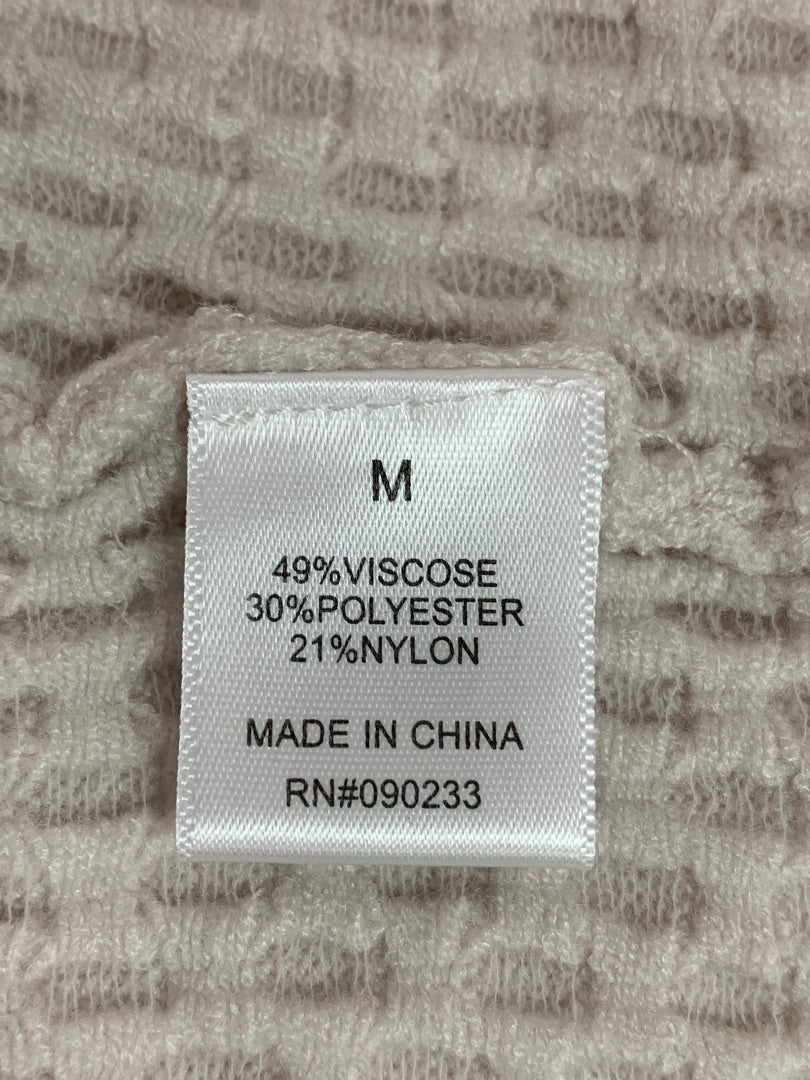 M
49%VISCOSE
30%POLYESTER
21%NYLON
MADE IN CHINA
RN#090233